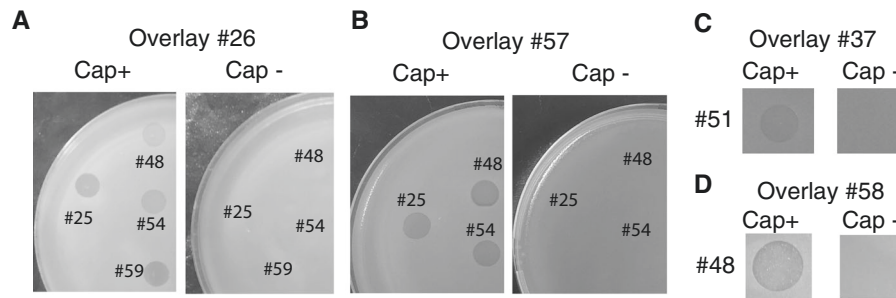 A
Overlay #26
Cap+
Cap -
#48
#25
#54
#59
#48
#25
#54
#59
B
Overlay #57
Cap+
Cap -
#48
#25
#54
#48
#25
#54
C
Overlay #37
Cap+
Cap -
#51
D
Overlay #58
Cap+
Cap -
#48